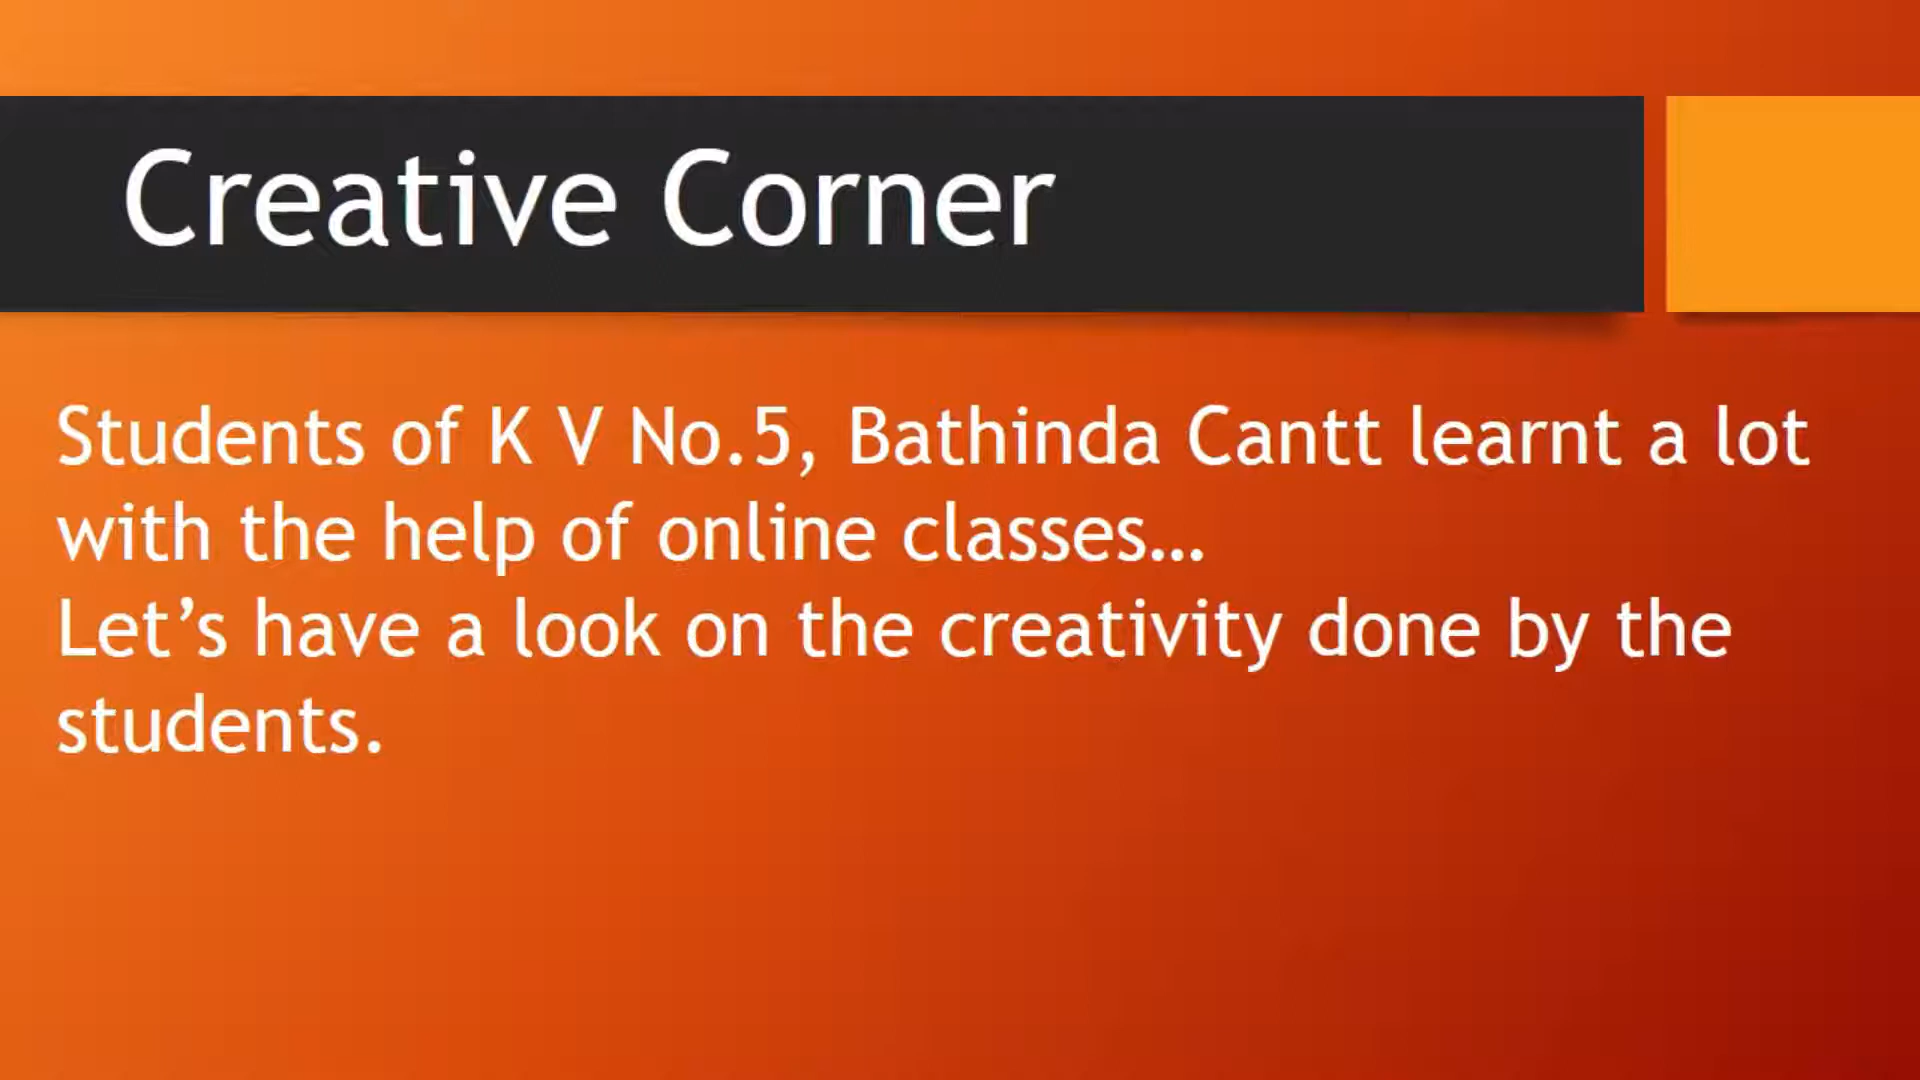 Creative Corner
Students of K V No.5, Bathinda Cantt learnt a lot
with the help of online classes…
Let’s have a look on the creativity done by the
students.